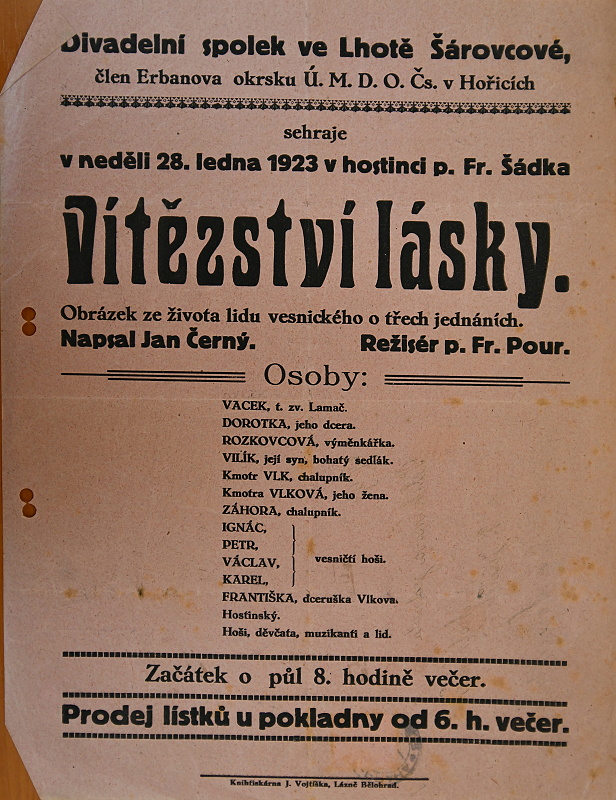 Divadelní spolek ve Lhotě Šárovcově,
člen Erbanova okrsku Ú. M. D. O. Čs. v Hořicích
sehraje
v neděli 28. ledna 1923 v hostinci p. Fr. Šádka
Vítězství lásky.
Obrázek ze života lidu vesnického o třech jednáních.
Napsal Jan Černý. Režisér p. Fr. Pour.
Osoby:
VACEK, t. zv. Lamač.
DOROTKA, jeho dcera.
ROZKOVCOVÁ, výměnkářka.
VILÍK, její syn, bohatý sedlák.
Kmotr VLK, chalupník.
Kmotra VLKOVÁ, jeho žena.
ZÁHORA, chalupník.
IGNÁC,
PETR,
VÁCLAV,
KAREL,
vesničtí hoši.
FRANTIŠKA, dceruška Vlkova.
Hostinský.
Hoši, děvčata, muzikanti a lid.
Začátek o půl 8. hodině večer.
Prodej lístků u pokladny od 6. h. večer.
Knihtiskárna J. Vojtíška, Lázně Bělohrad.